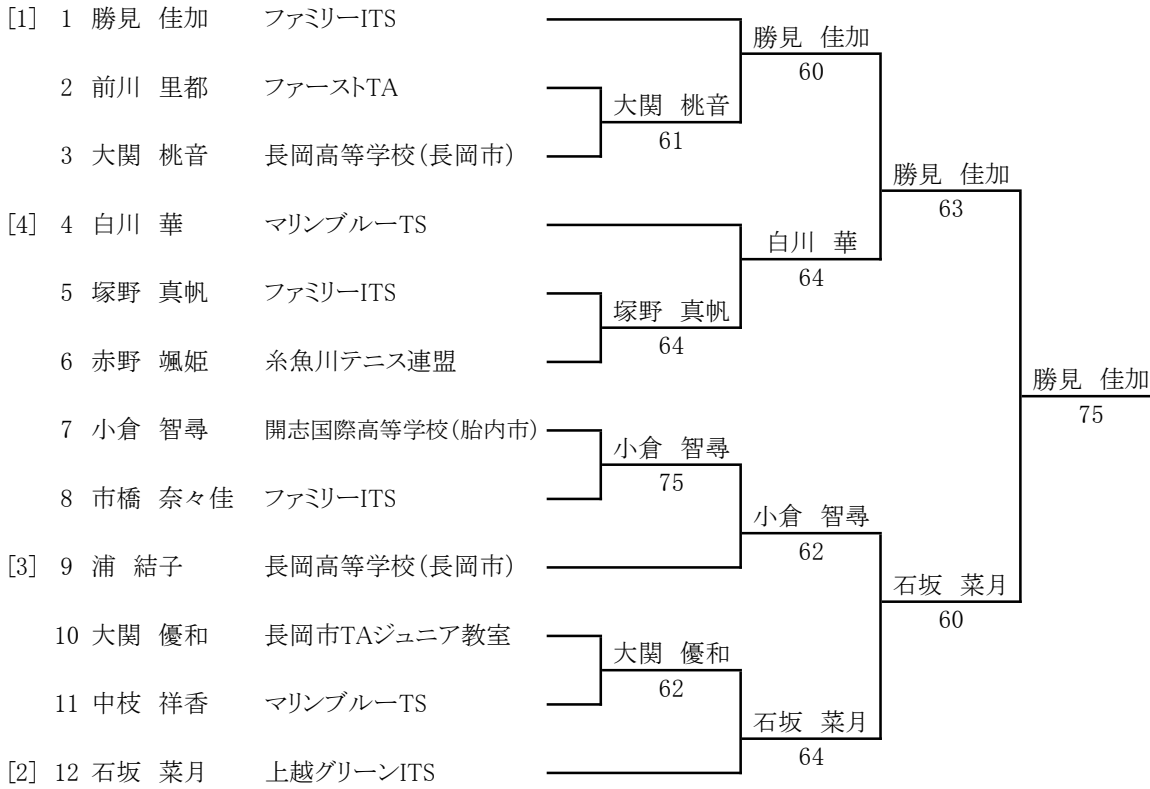 [1] 1 勝見 佳加 ファミリーITS
勝見 佳加
60
2 前川 里都 ファーストTA
大関 桃音
61
3 大関 桃音 長岡高等学校(長岡市)
勝見 佳加
63
[4] 4 白川 華 マリンブルーTS
白川 華
64
5 塚野 真帆 ファミリーITS
塚野 真帆
64
6 赤野 颯姫 糸魚川テニス連盟
勝見 佳加
75
7 小倉 智尋 開志国際高等学校(胎内市)
小倉 智尋
75
8 市橋 奈々佳 ファミリーITS
小倉 智尋
62
[3] 9 浦 結子 長岡高等学校(長岡市)
石坂 菜月
60
10 大関 優和 長岡市TAジュニア教室
大関 優和
62
11 中枝 祥香 マリンブルーTS
石坂 菜月
64
[2] 12 石坂 菜月 上越グリーンITS